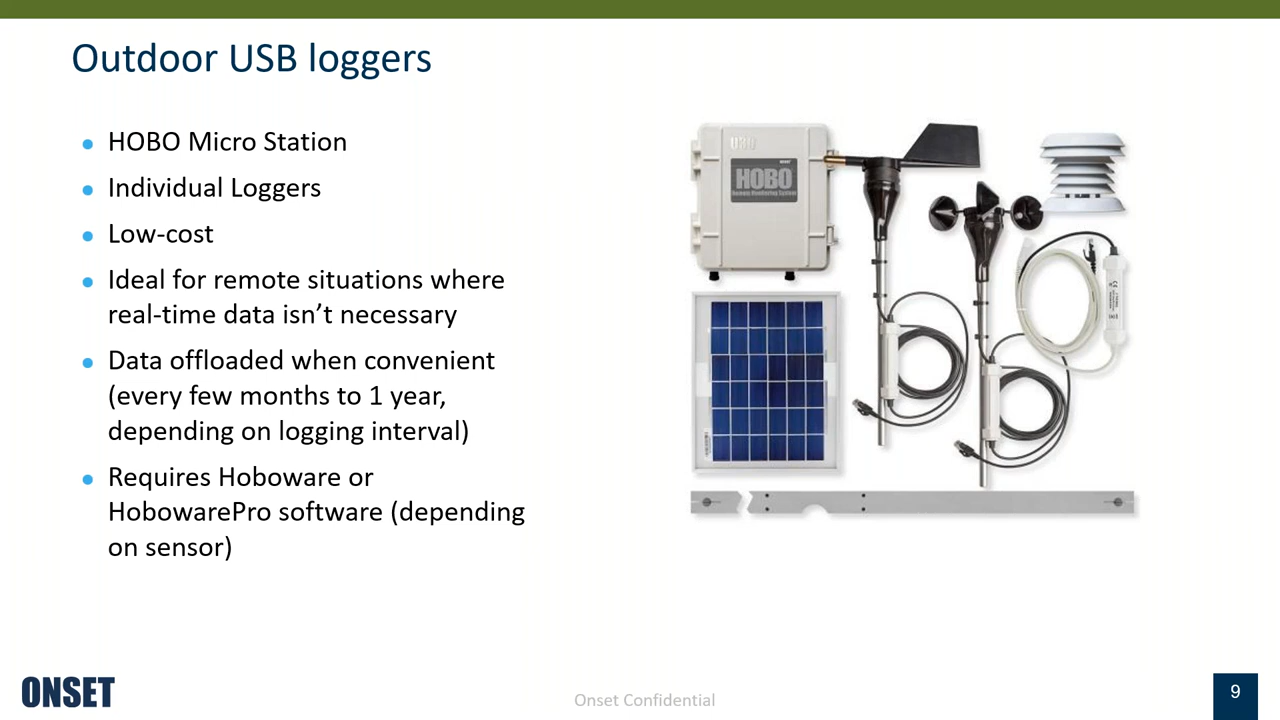 Outdoor USB loggers
HOBO Micro Station
Individual Loggers
Low-cost
Ideal for remote situations where
real-time data isn’t necessary
Data offloaded when convenient
(every few months to 1 year,
depending on logging interval)
Requires Hoboware or
HobowarePro software (depending
on sensor)
HOBO
ONSET
Onset Confidential
9